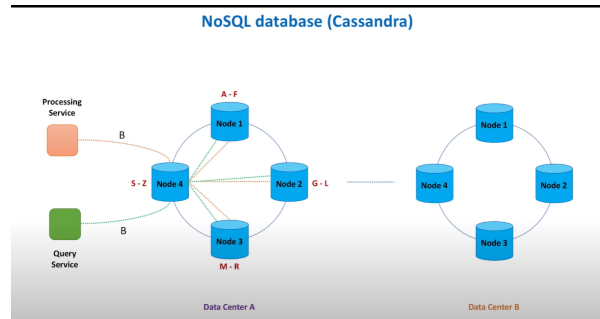 NoSQL database (Cassandra)
A - F
Processing
Service
Node 1
Node 1
B
S - Z
Node 4
Node 2
G - L
Node 4
Node 2
B
Node 3
Node 3
Query
Service
M - R
Data Center A
Data Center B